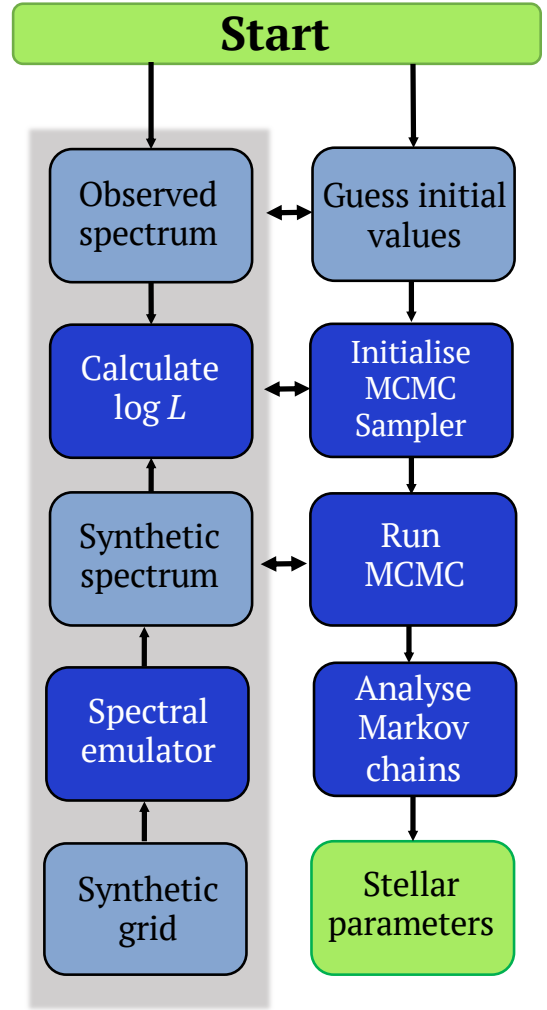 Start
Observed
spectrum
Guess initial
values
Calculate
log L
Initialise
MCMC
Sampler
Synthetic
spectrum
Run
MCMC
Spectral
emulator
Analyse
Markov
chains
Synthetic
grid
Stellar
parameters